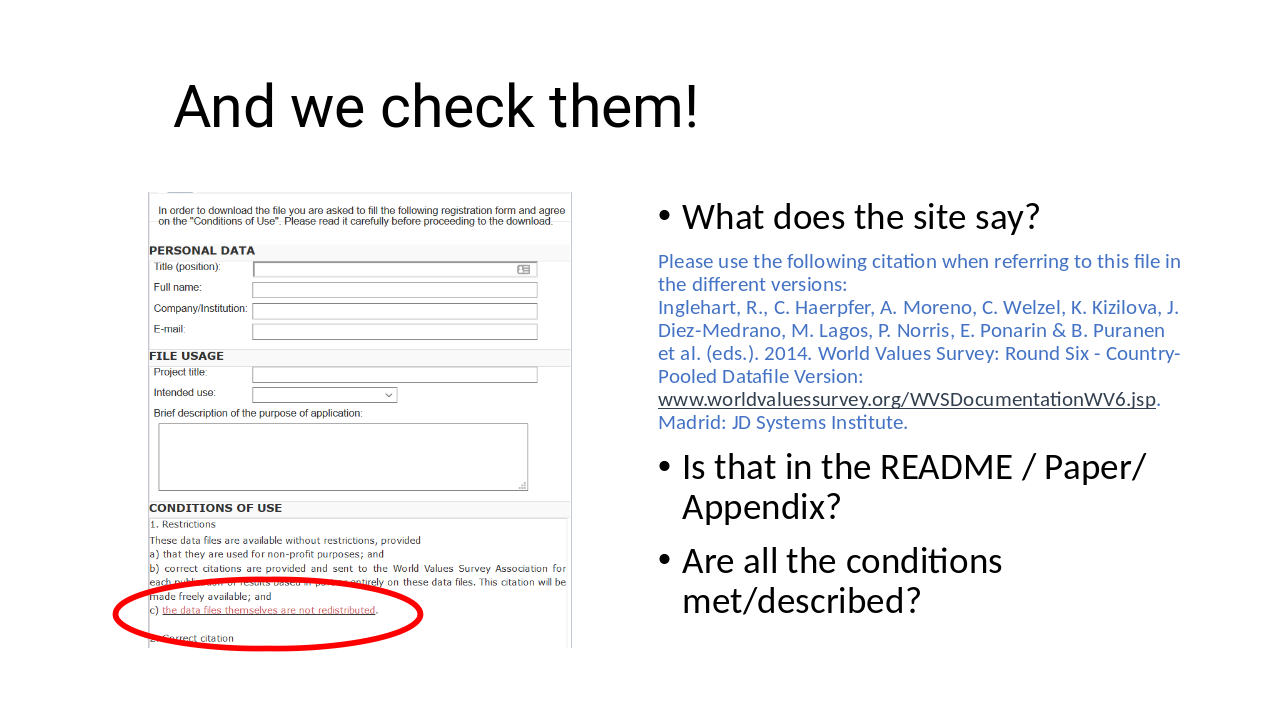 And we check them!
In order to download the file you are asked to fill the following registration form and agree
on the "Conditions of Use". Please read it carefully before proceeding to the download.
PERSONAL DATA
Title (position):
Full name:
Company/Institution:
E-mail:
FILE USAGE
Project title:
Intended use:
Brief description of the purpose of application:
CONDITIONS OF USE
1. Restrictions
These data files are available without restrictions, provided
a) that they are used for non-profit purposes; and
b) correct citations are provided and sent to the World Values Survey Association for
each publication of results based in part or entirely on these data files. This citation will be
made freely available; and
c) the data files themselves are not redistributed.
2. Correct citation
• What does the site say?
Please use the following citation when referring to this file in
the different versions:
Inglehart, R., C. Haerpfer, A. Moreno, C. Welzel, K. Kizilova, J.
Diez-Medrano, M. Lagos, P. Norris, E. Ponarin & B. Puranen
et al. (eds.). 2014. World Values Survey: Round Six - Country-
Pooled Datafile Version:
www.worldvaluessurvey.org/WVSDocumentationWV6.jsp.
Madrid: JD Systems Institute.
• Is that in the README / Paper/
Appendix?
• Are all the conditions
met/described?